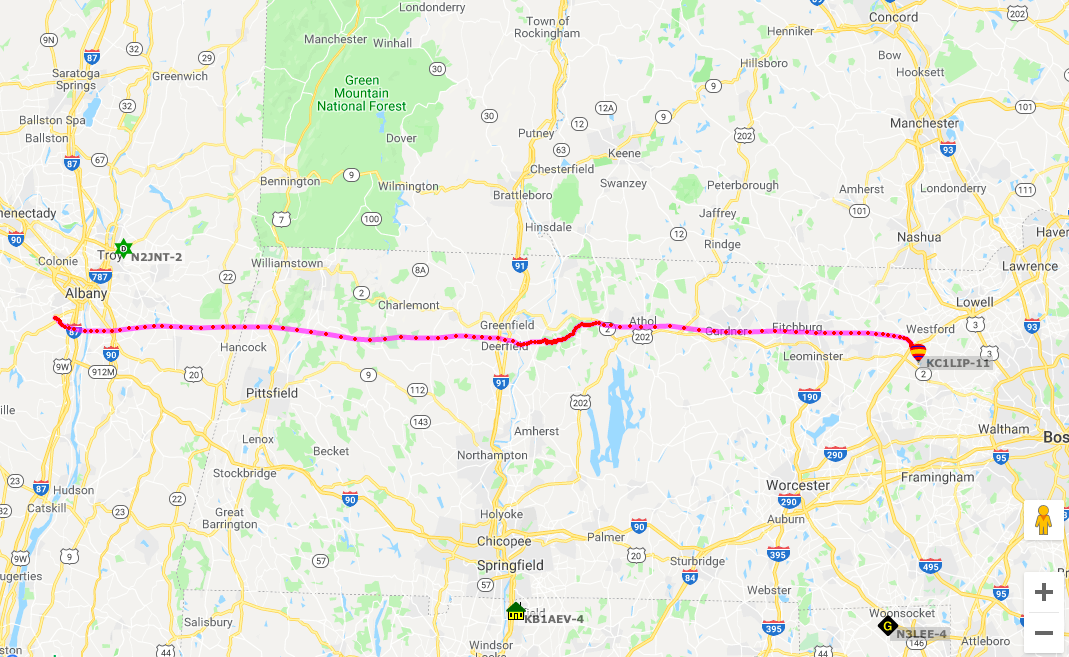 Londonderry
Town of
Rockingham
Concord
202
9N
87
32
29
Manchester
Winhall
30
Henniker
Bow
Hooksett
Saratoga
Springs
Greenwich
Green
Mountain
National Forest
Hillsboro
9
32
30
12A
9
12
101
Ballston Spa
Ballston
Dover
Putney
202
Manchester
93
87
67
63
Keene
Chesterfield
Bennington
9
Wilmington
Brattleboro
Swanzey
Peterborough
Amherst
Londonderry
111
7
100
Jaffrey
101
90
Hinsdale
12
Ridge
Nashua
Troy
D
N2JNT-2
Colonie
787
22
Williamstown
8A
91
Lawrence
Albany
2
Charlemont
Lowell
Greenfield
2
Athol
202
Gardner
Fitchburg
Westford
3
93
Hancock
Deerfield
90
9W
912M
20
9
91
Leominster
KC1LIP-11
3
2
Pittsfield
112
202
190
143
Amherst
Waltham
Lenox
Becket
Northampton
290
95
Stockbridge
23
87
Hudson
22
90
Worcester
290
Framingham
Catskill
23
Great
Barrington
Holyoke
Auburn
90
Chicopee
Palmer
9W
9
57
20
395
Sturbridge
495
Springfield
84
57
Webster
95
KB1AEV-4
Salisbury
395
Woonsocket
G
N3LEE-4
146
Attleboro
Windsor
44
44
+
−